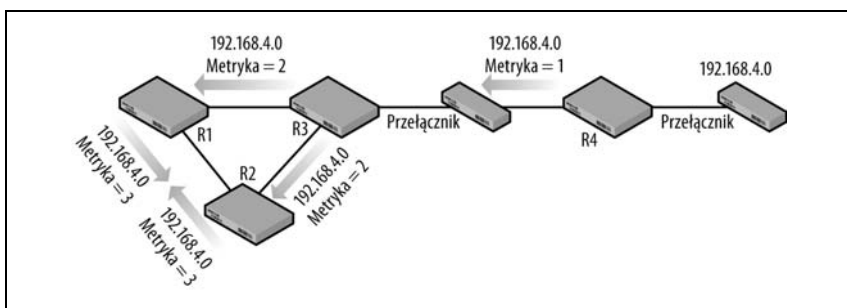 192.168.4.0
Metryka = 2
192.168.4.0
Metryka = 1
192.168.4.0
R1
R3
Przełącznik
R4
Przełącznik
192.168.4.0
Metryka = 3
R2
192.168.4.0
Metryka = 2
192.168.4.0
Metryka = 3